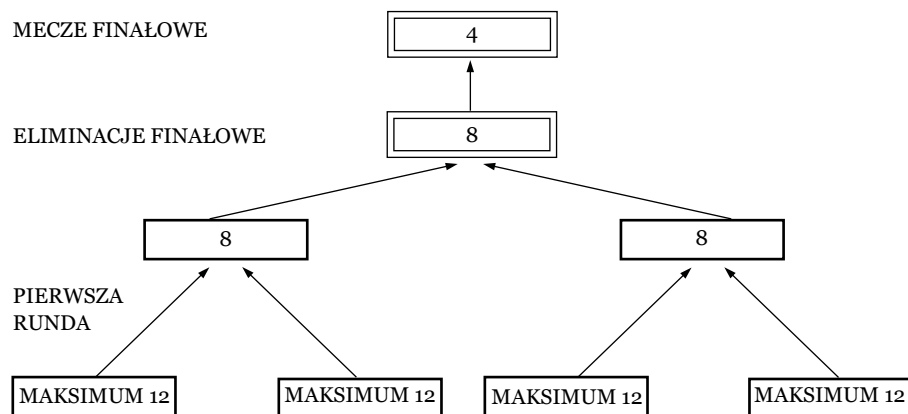 MECZE FINAŁOWE
4
ELIMINACJE FINAŁOWE
8
8
8
PIERWSZA
RUNDA
MAKSIMUM 12
MAKSIMUM 12
MAKSIMUM 12
MAKSIMUM 12